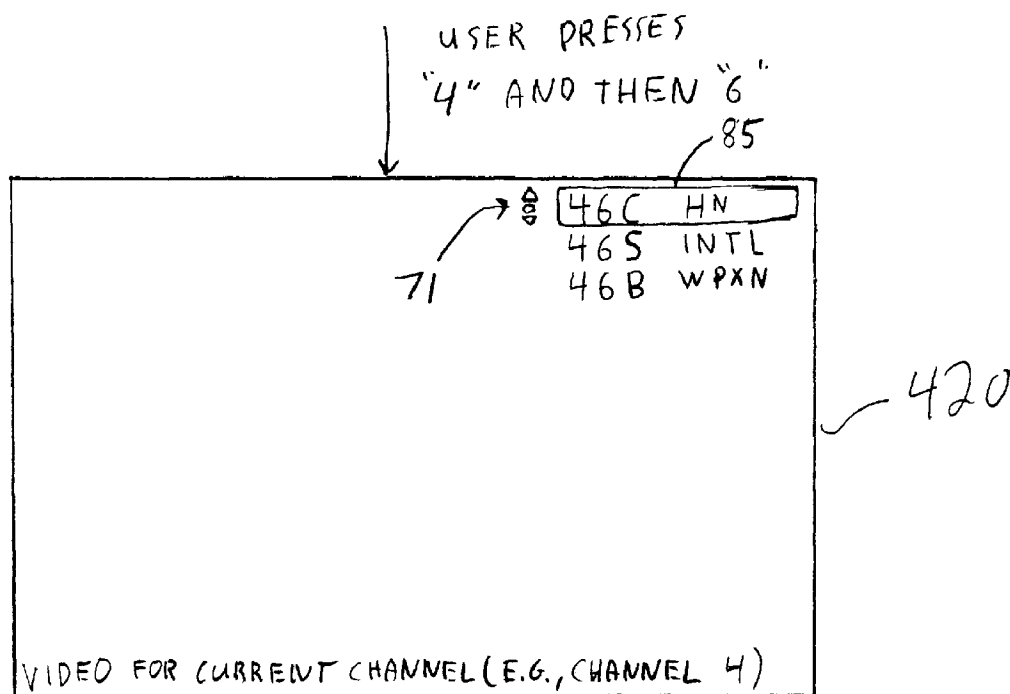 USER PRESSES
"4" AND THEN "6"
85
46C HN
46S INTL
46B WPXN
71
420
VIDEO FOR CURRENT CHANNEL (E.G., CHANNEL 4)